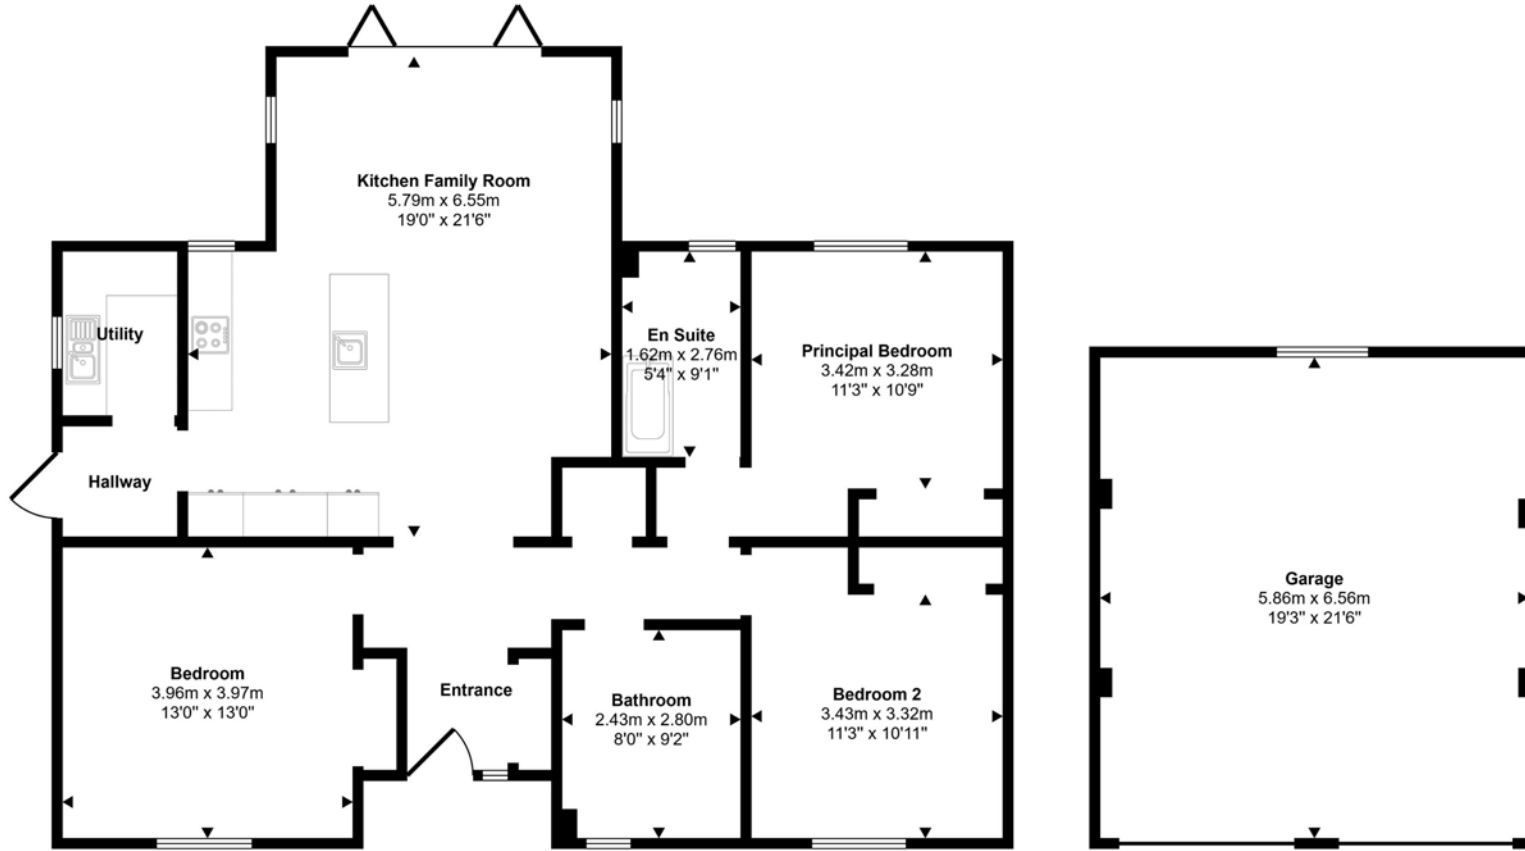 Kitchen Family Room
5.79m x 6.55m
19'0" x 21'6"
Utility
En Suite
1.62m x 2.76m
5'4" x 9'1"
Principal Bedroom
3.42m x 3.28m
11'3" x 10'9"
Hallway
Garage
5.86m x 6.56m
19'3" x 21'6"
Bedroom
3.96m x 3.97m
13'0" x 13'0"
Entrance
Bathroom
2.43m x 2.80m
8'0" x 9'2"
Bedroom 2
3.43m x 3.32m
11'3" x 10'11"